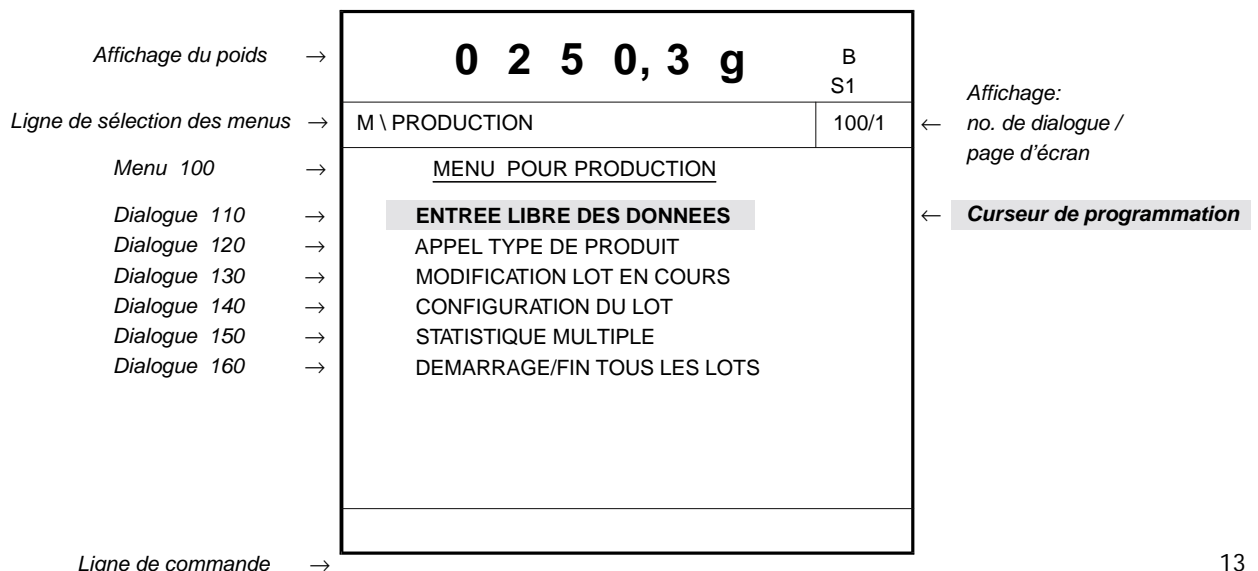 Affichage du poids → 0 2 5 0, 3 g B
S1
Affichage:
Ligne de sélection des menus → M \ PRODUCTION 100/1 ← no. de dialogue /
page d'écran
Menu 100 → MENU POUR PRODUCTION
Dialogue 110 → ENTREE LIBRE DES DONNEES ← Curseur de programmation
Dialogue 120 → APPEL TYPE DE PRODUIT
Dialogue 130 → MODIFICATION LOT EN COURS
Dialogue 140 → CONFIGURATION DU LOT
Dialogue 150 → STATISTIQUE MULTIPLE
Dialogue 160 → DEMARRAGE/FIN TOUS LES LOTS
Ligne de commande → 13